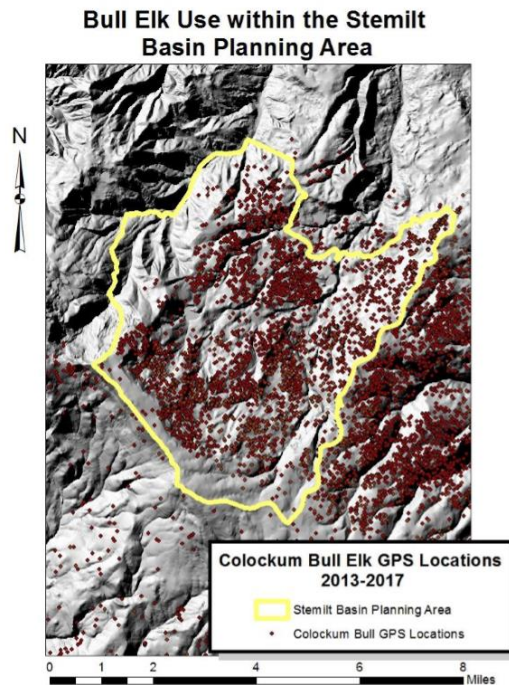 Bull Elk Use within the Stemilt
Basin Planning Area
N
Colockum Bull Elk GPS Locations
2013-2017
Stemilt Basin Planning Area
Colockum Bull GPS Locations
0 1 2 4 6 8
Miles